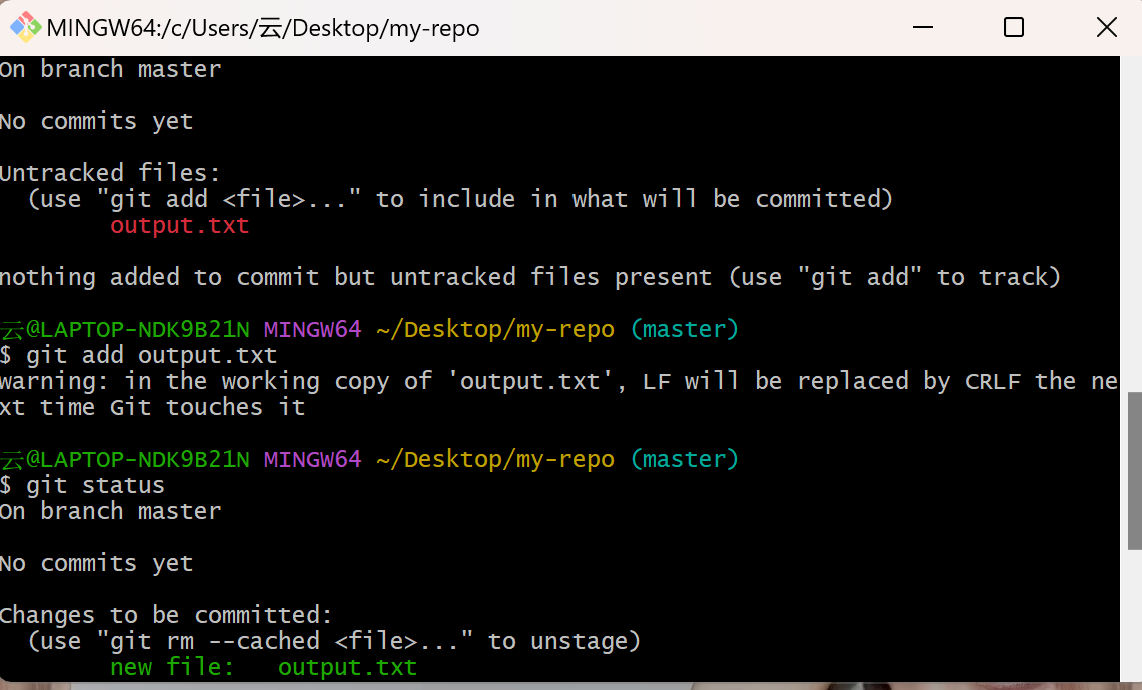 MINGW64:/c/Users/云/Desktop/my-repo
On branch master
No commits yet
Untracked files:
  (use "git add <file>..." to include in what will be committed)
        output.txt
nothing added to commit but untracked files present (use "git add" to track)
云@LAPTOP-NDK9B21N MINGW64 ~/Desktop/my-repo (master)
$ git add output.txt
warning: in the working copy of 'output.txt', LF will be replaced by CRLF the ne
xt time Git touches it
云@LAPTOP-NDK9B21N MINGW64 ~/Desktop/my-repo (master)
$ git status
On branch master
No commits yet
Changes to be committed:
  (use "git rm --cached <file>..." to unstage)
        new file:   output.txt